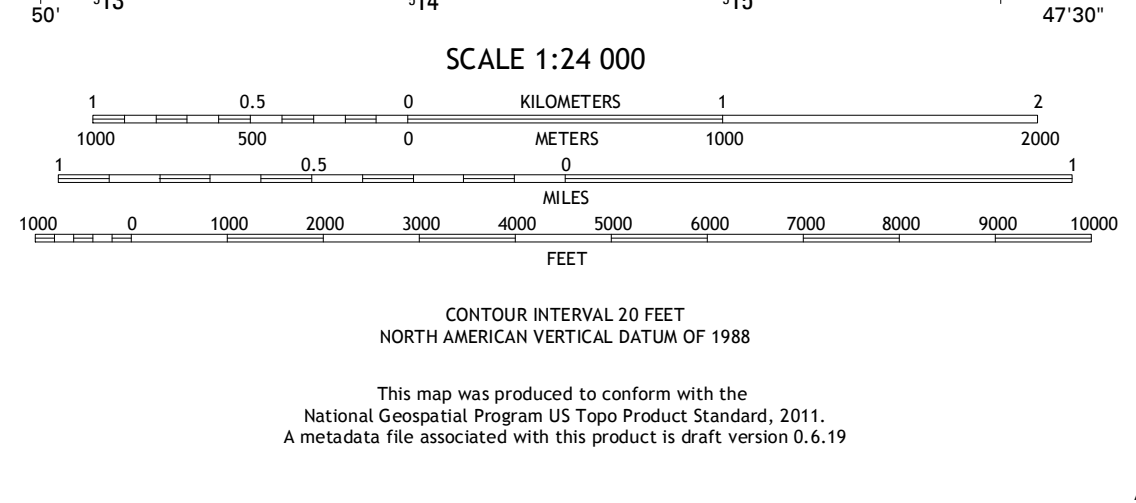 50' ⁵13 ⁵14 ⁵15 47'30"
SCALE 1:24 000
1 0.5 0 KILOMETERS 1 2
1000 500 0 METERS 1000 2000
1 0.5 0 1
MILES
1000 0 1000 2000 3000 4000 5000 6000 7000 8000 9000 10000
FEET
CONTOUR INTERVAL 20 FEET
NORTH AMERICAN VERTICAL DATUM OF 1988
This map was produced to conform with the
National Geospatial Program US Topo Product Standard, 2011.
A metadata file associated with this product is draft version 0.6.19